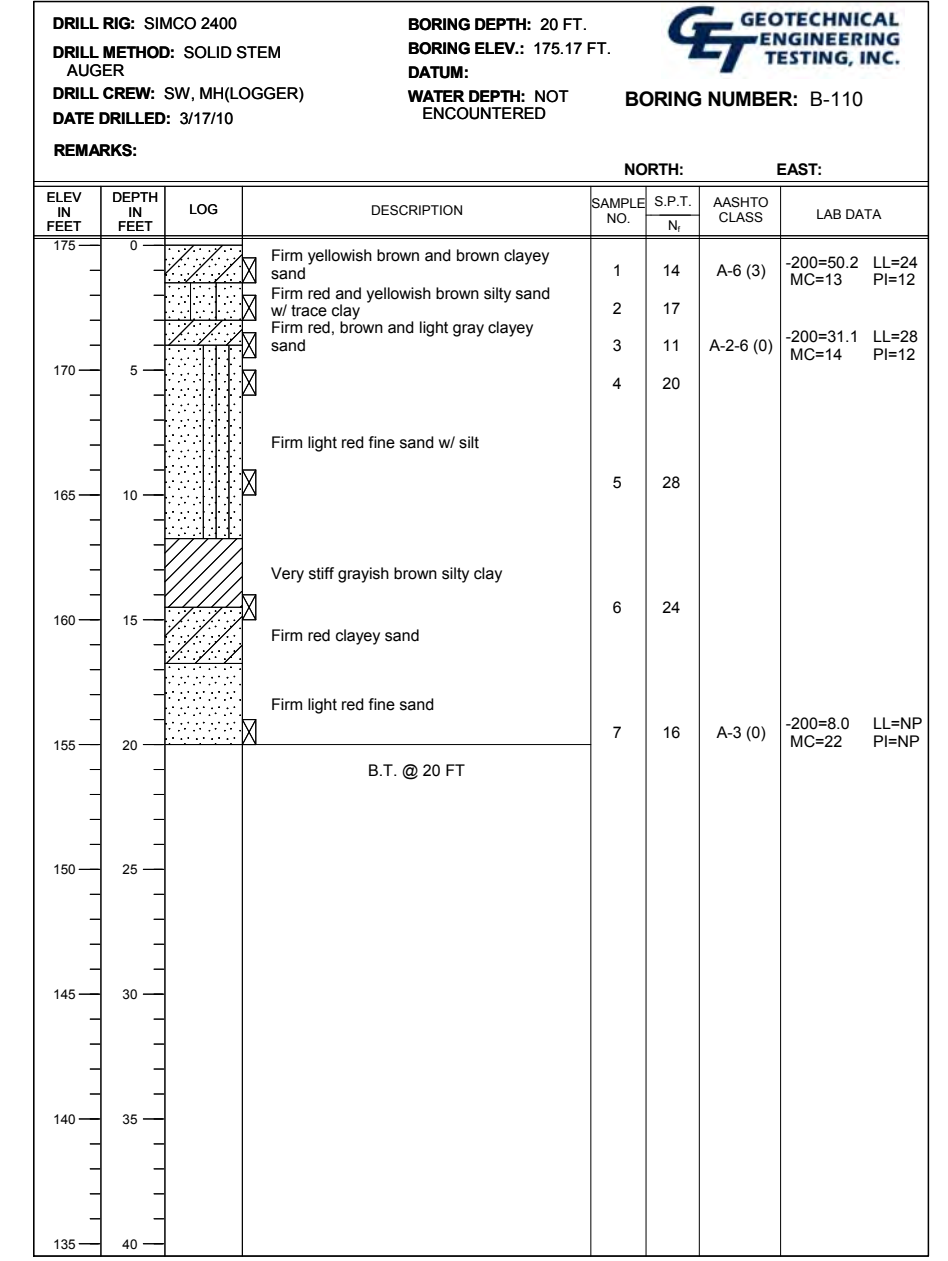 DRILL RIG: SIMCO 2400
DRILL METHOD: SOLID STEM
AUGER
DRILL CREW: SW, MH(LOGGER)
DATE DRILLED: 3/17/10
REMARKS:
BORING DEPTH: 20 FT.
BORING ELEV.: 175.17 FT.
DATUM:
WATER DEPTH: NOT
ENCOUNTERED
GET GEOTECHNICAL
ENGINEERING
TESTING, INC.
BORING NUMBER: B-110
NORTH: EAST:
ELEV IN FEET
DEPTH IN FEET
LOG
DESCRIPTION
SAMPLE NO.
S.P.T.
Nf
AASHTO CLASS
LAB DATA
175 0
Firm yellowish brown and brown clayey
sand
1 14 A-6 (3) -200=50.2 LL=24
MC=13 PI=12
Firm red and yellowish brown silty sand
w/ trace clay
2 17
Firm red, brown and light gray clayey
sand
3 11 A-2-6 (0) -200=31.1 LL=28
MC=14 PI=12
170 5
4 20
Firm light red fine sand w/ silt
5 28
165 10
Very stiff grayish brown silty clay
6 24
160 15
Firm red clayey sand
Firm light red fine sand
7 16 A-3 (0) -200=8.0 LL=NP
MC=22 PI=NP
155 20
B.T. @ 20 FT
150 25
145 30
140 35
135 40